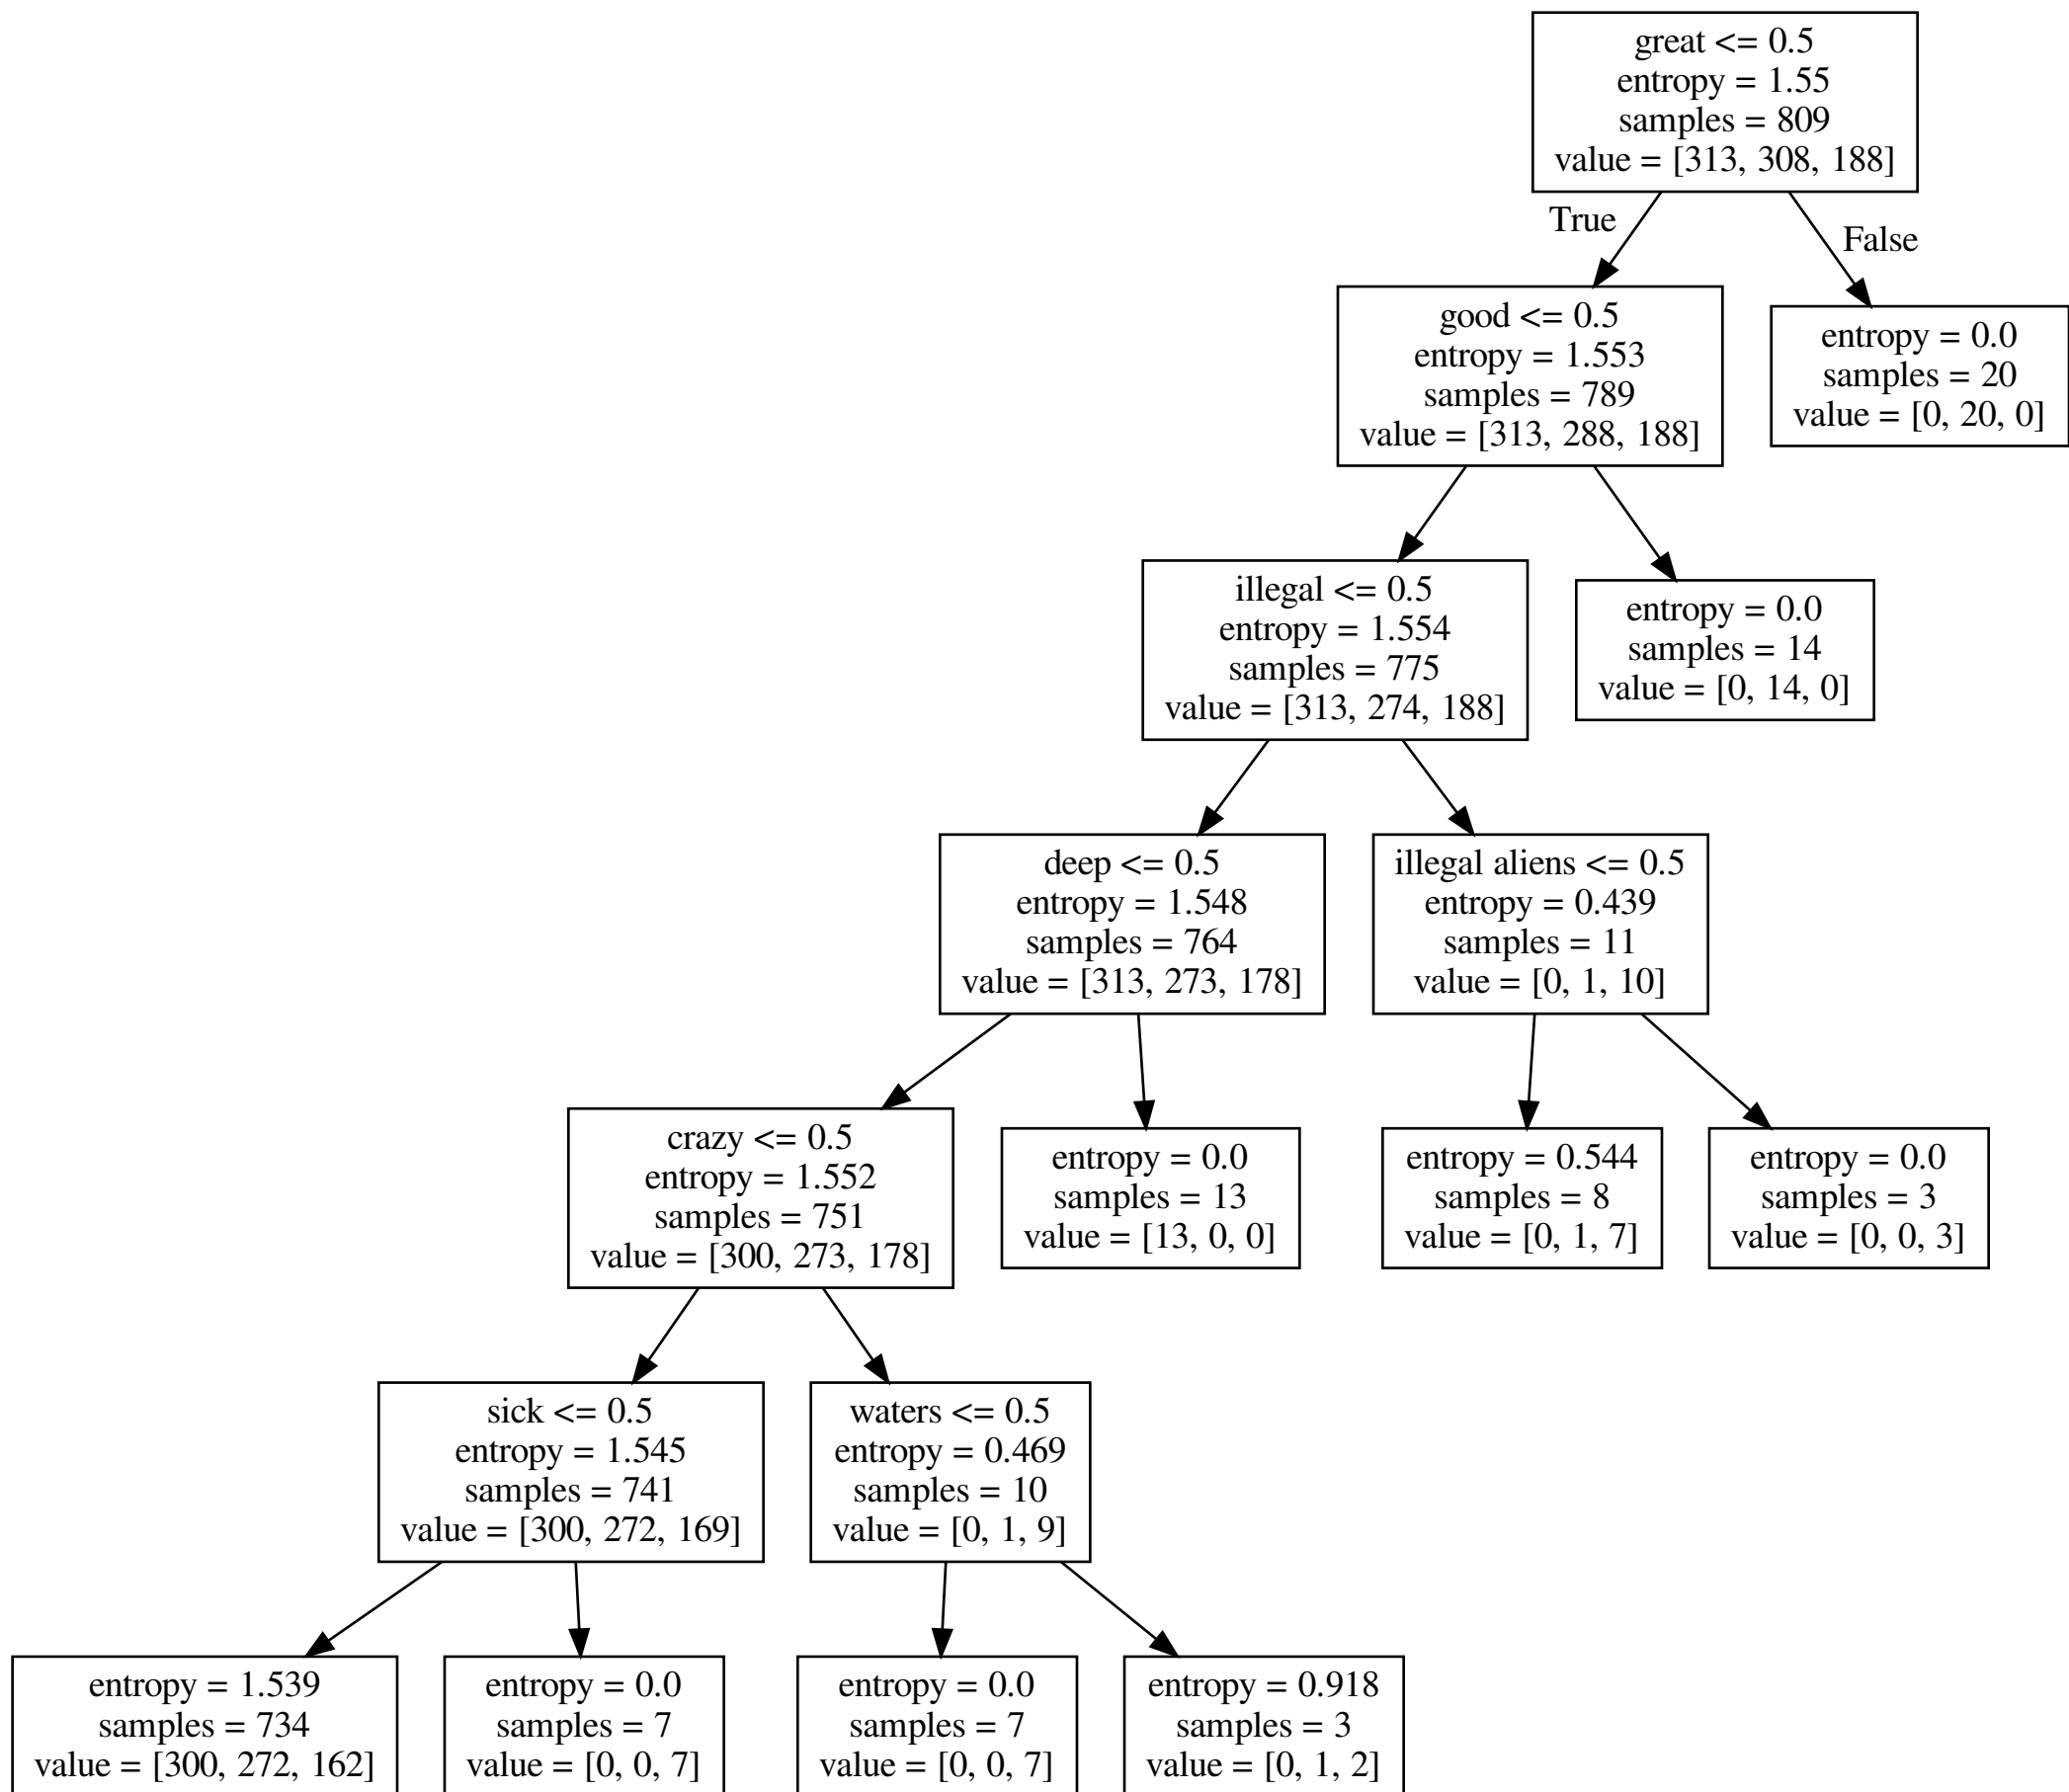 great <= 0.5
entropy = 1.55
samples = 809
value = [313, 308, 188]
True
False
good <= 0.5
entropy = 1.553
samples = 789
value = [313, 288, 188]
entropy = 0.0
samples = 20
value = [0, 20, 0]
illegal <= 0.5
entropy = 1.554
samples = 775
value = [313, 274, 188]
entropy = 0.0
samples = 14
value = [0, 14, 0]
deep <= 0.5
entropy = 1.548
samples = 764
value = [313, 273, 178]
illegal aliens <= 0.5
entropy = 0.439
samples = 11
value = [0, 1, 10]
crazy <= 0.5
entropy = 1.552
samples = 751
value = [300, 273, 178]
entropy = 0.0
samples = 13
value = [13, 0, 0]
entropy = 0.544
samples = 8
value = [0, 1, 7]
entropy = 0.0
samples = 3
value = [0, 0, 3]
sick <= 0.5
entropy = 1.545
samples = 741
value = [300, 272, 169]
waters <= 0.5
entropy = 0.469
samples = 10
value = [0, 1, 9]
entropy = 1.539
samples = 734
value = [300, 272, 162]
entropy = 0.0
samples = 7
value = [0, 0, 7]
entropy = 0.0
samples = 7
value = [0, 0, 7]
entropy = 0.918
samples = 3
value = [0, 1, 2]